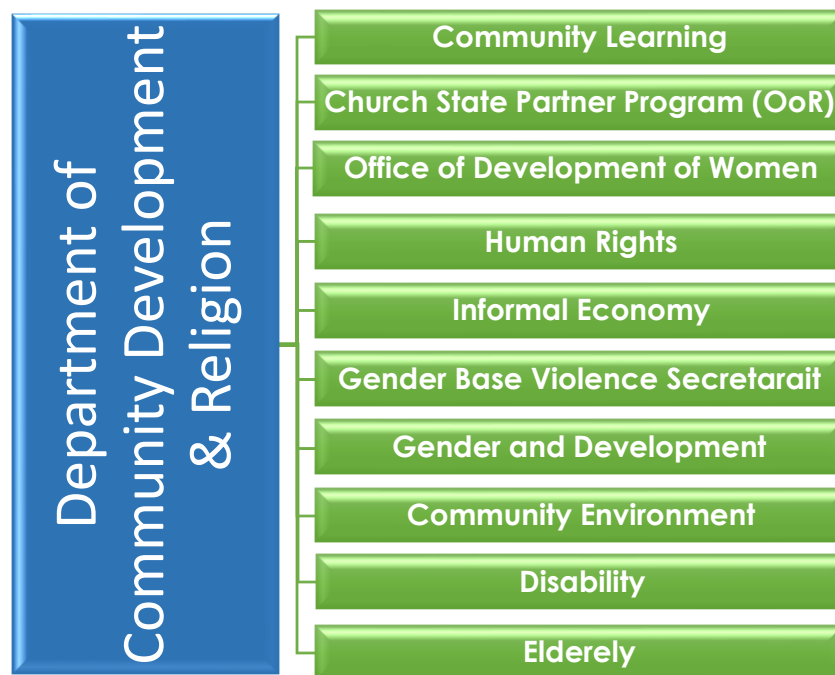 Department of
Community Development
& Religion
Community Learning
Church State Partner Program (OoR)
Office of Development of Women
Human Rights
Informal Economy
Gender Base Violence Secretarait
Gender and Development
Community Environment
Disability
Elderely